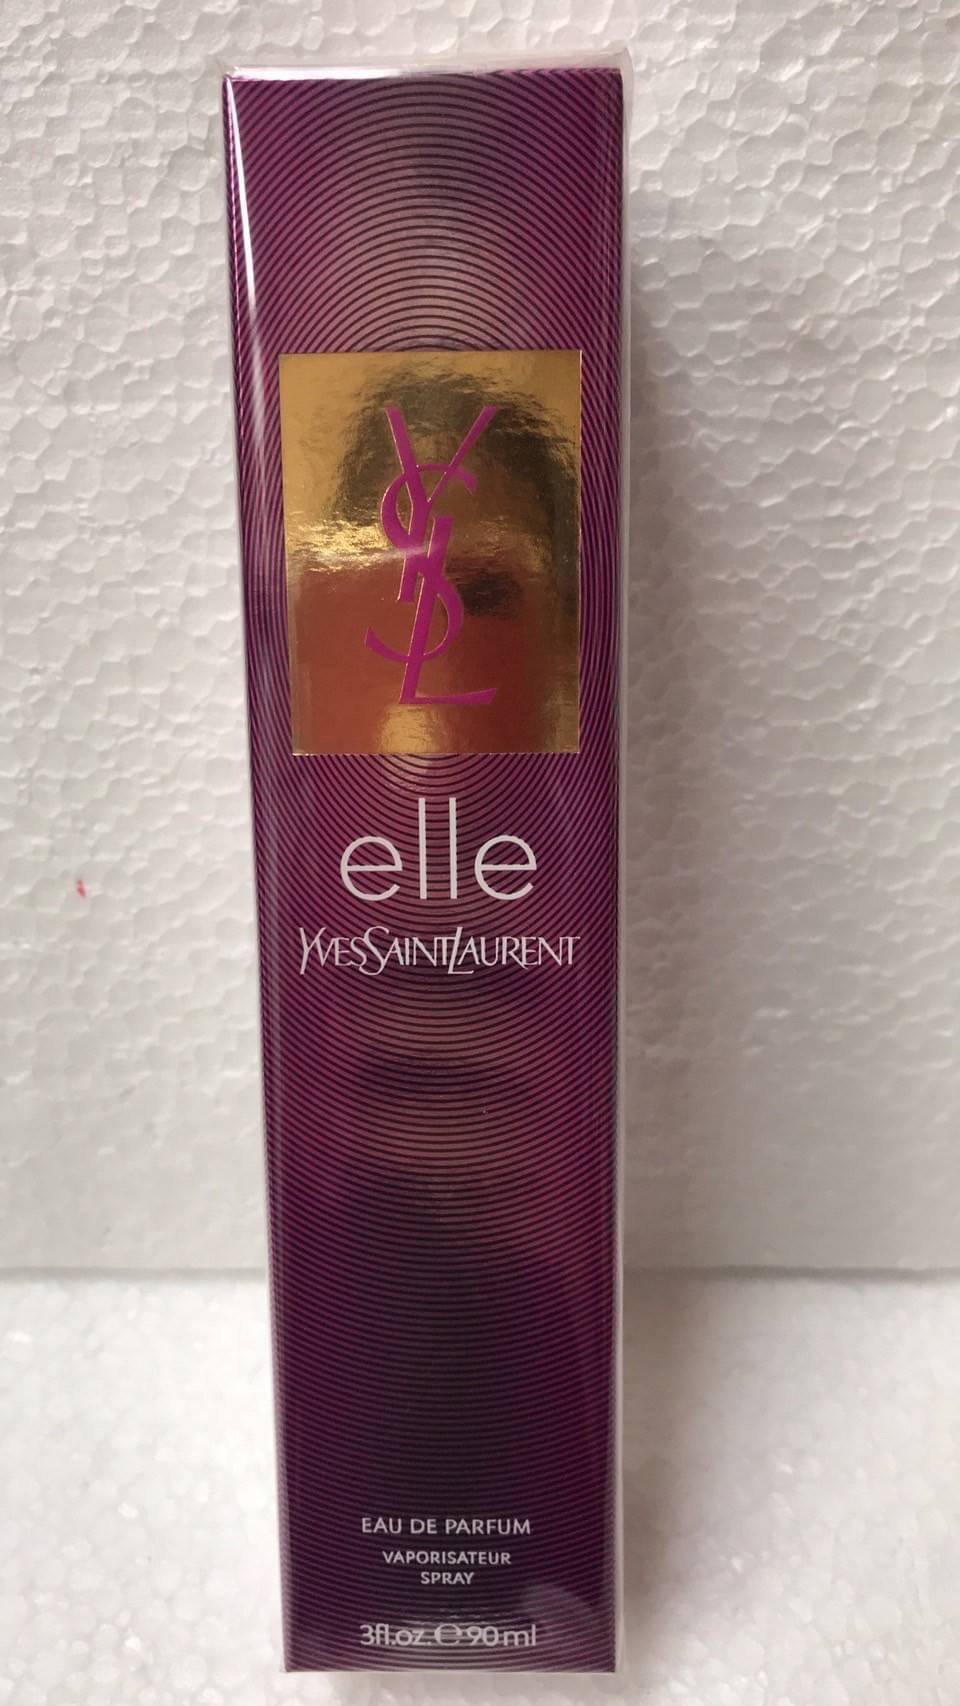 YSL
elle
YVESSAINTLAURENT
EAU DE PARFUM
VAPORISATEUR
SPRAY
3fl.oz.℮90ml